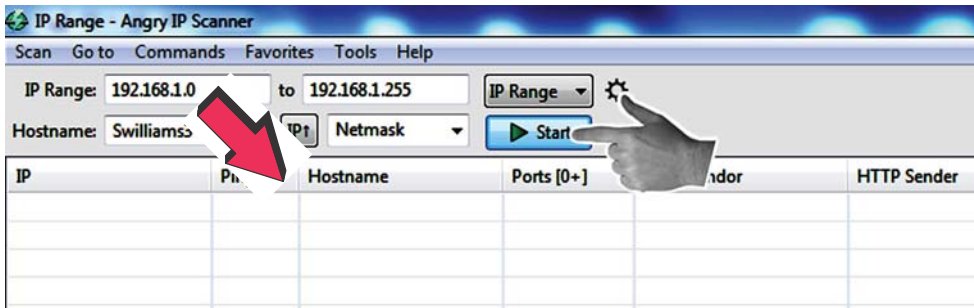 IP Range - Angry IP Scanner
Scan Go to Commands Favorites Tools Help
IP Range: 192.168.1.0 to 192.168.1.255 IP Range
Hostname: IP↑ Netmask Start
IP Hostname Ports [0+] HTTP Sender